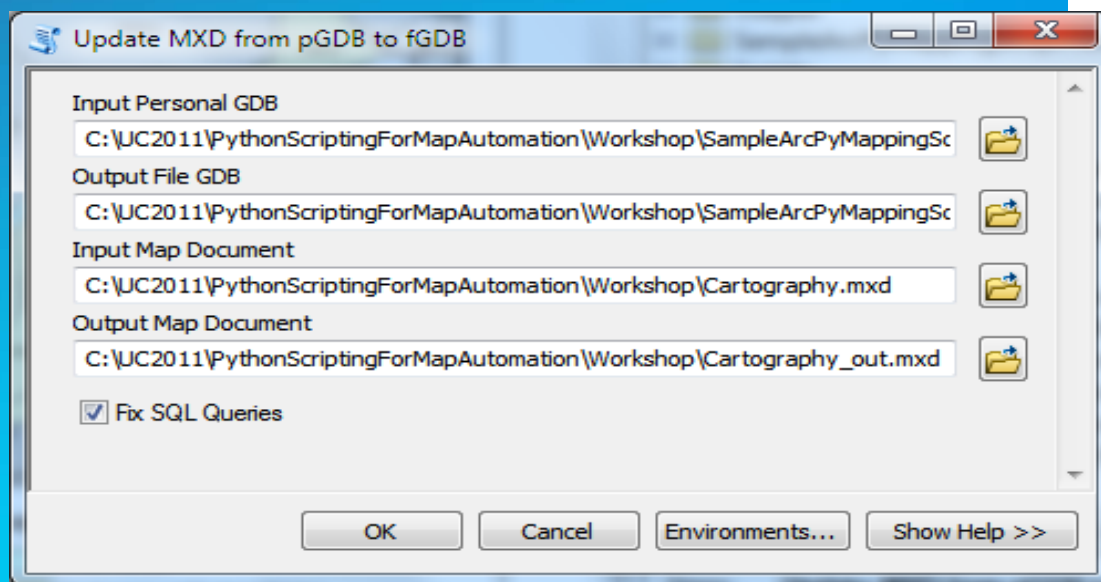 Update MXD from pGDB to fGDB
Input Personal GDB
C:\UC2011\PythonScriptingForMapAutomation\Workshop\SampleArcPyMappingSc
Output File GDB
C:\UC2011\PythonScriptingForMapAutomation\Workshop\SampleArcPyMappingSc
Input Map Document
C:\UC2011\PythonScriptingForMapAutomation\Workshop\Cartography.mxd
Output Map Document
C:\UC2011\PythonScriptingForMapAutomation\Workshop\Cartography_out.mxd
Fix SQL Queries
OK Cancel Environments... Show Help >>